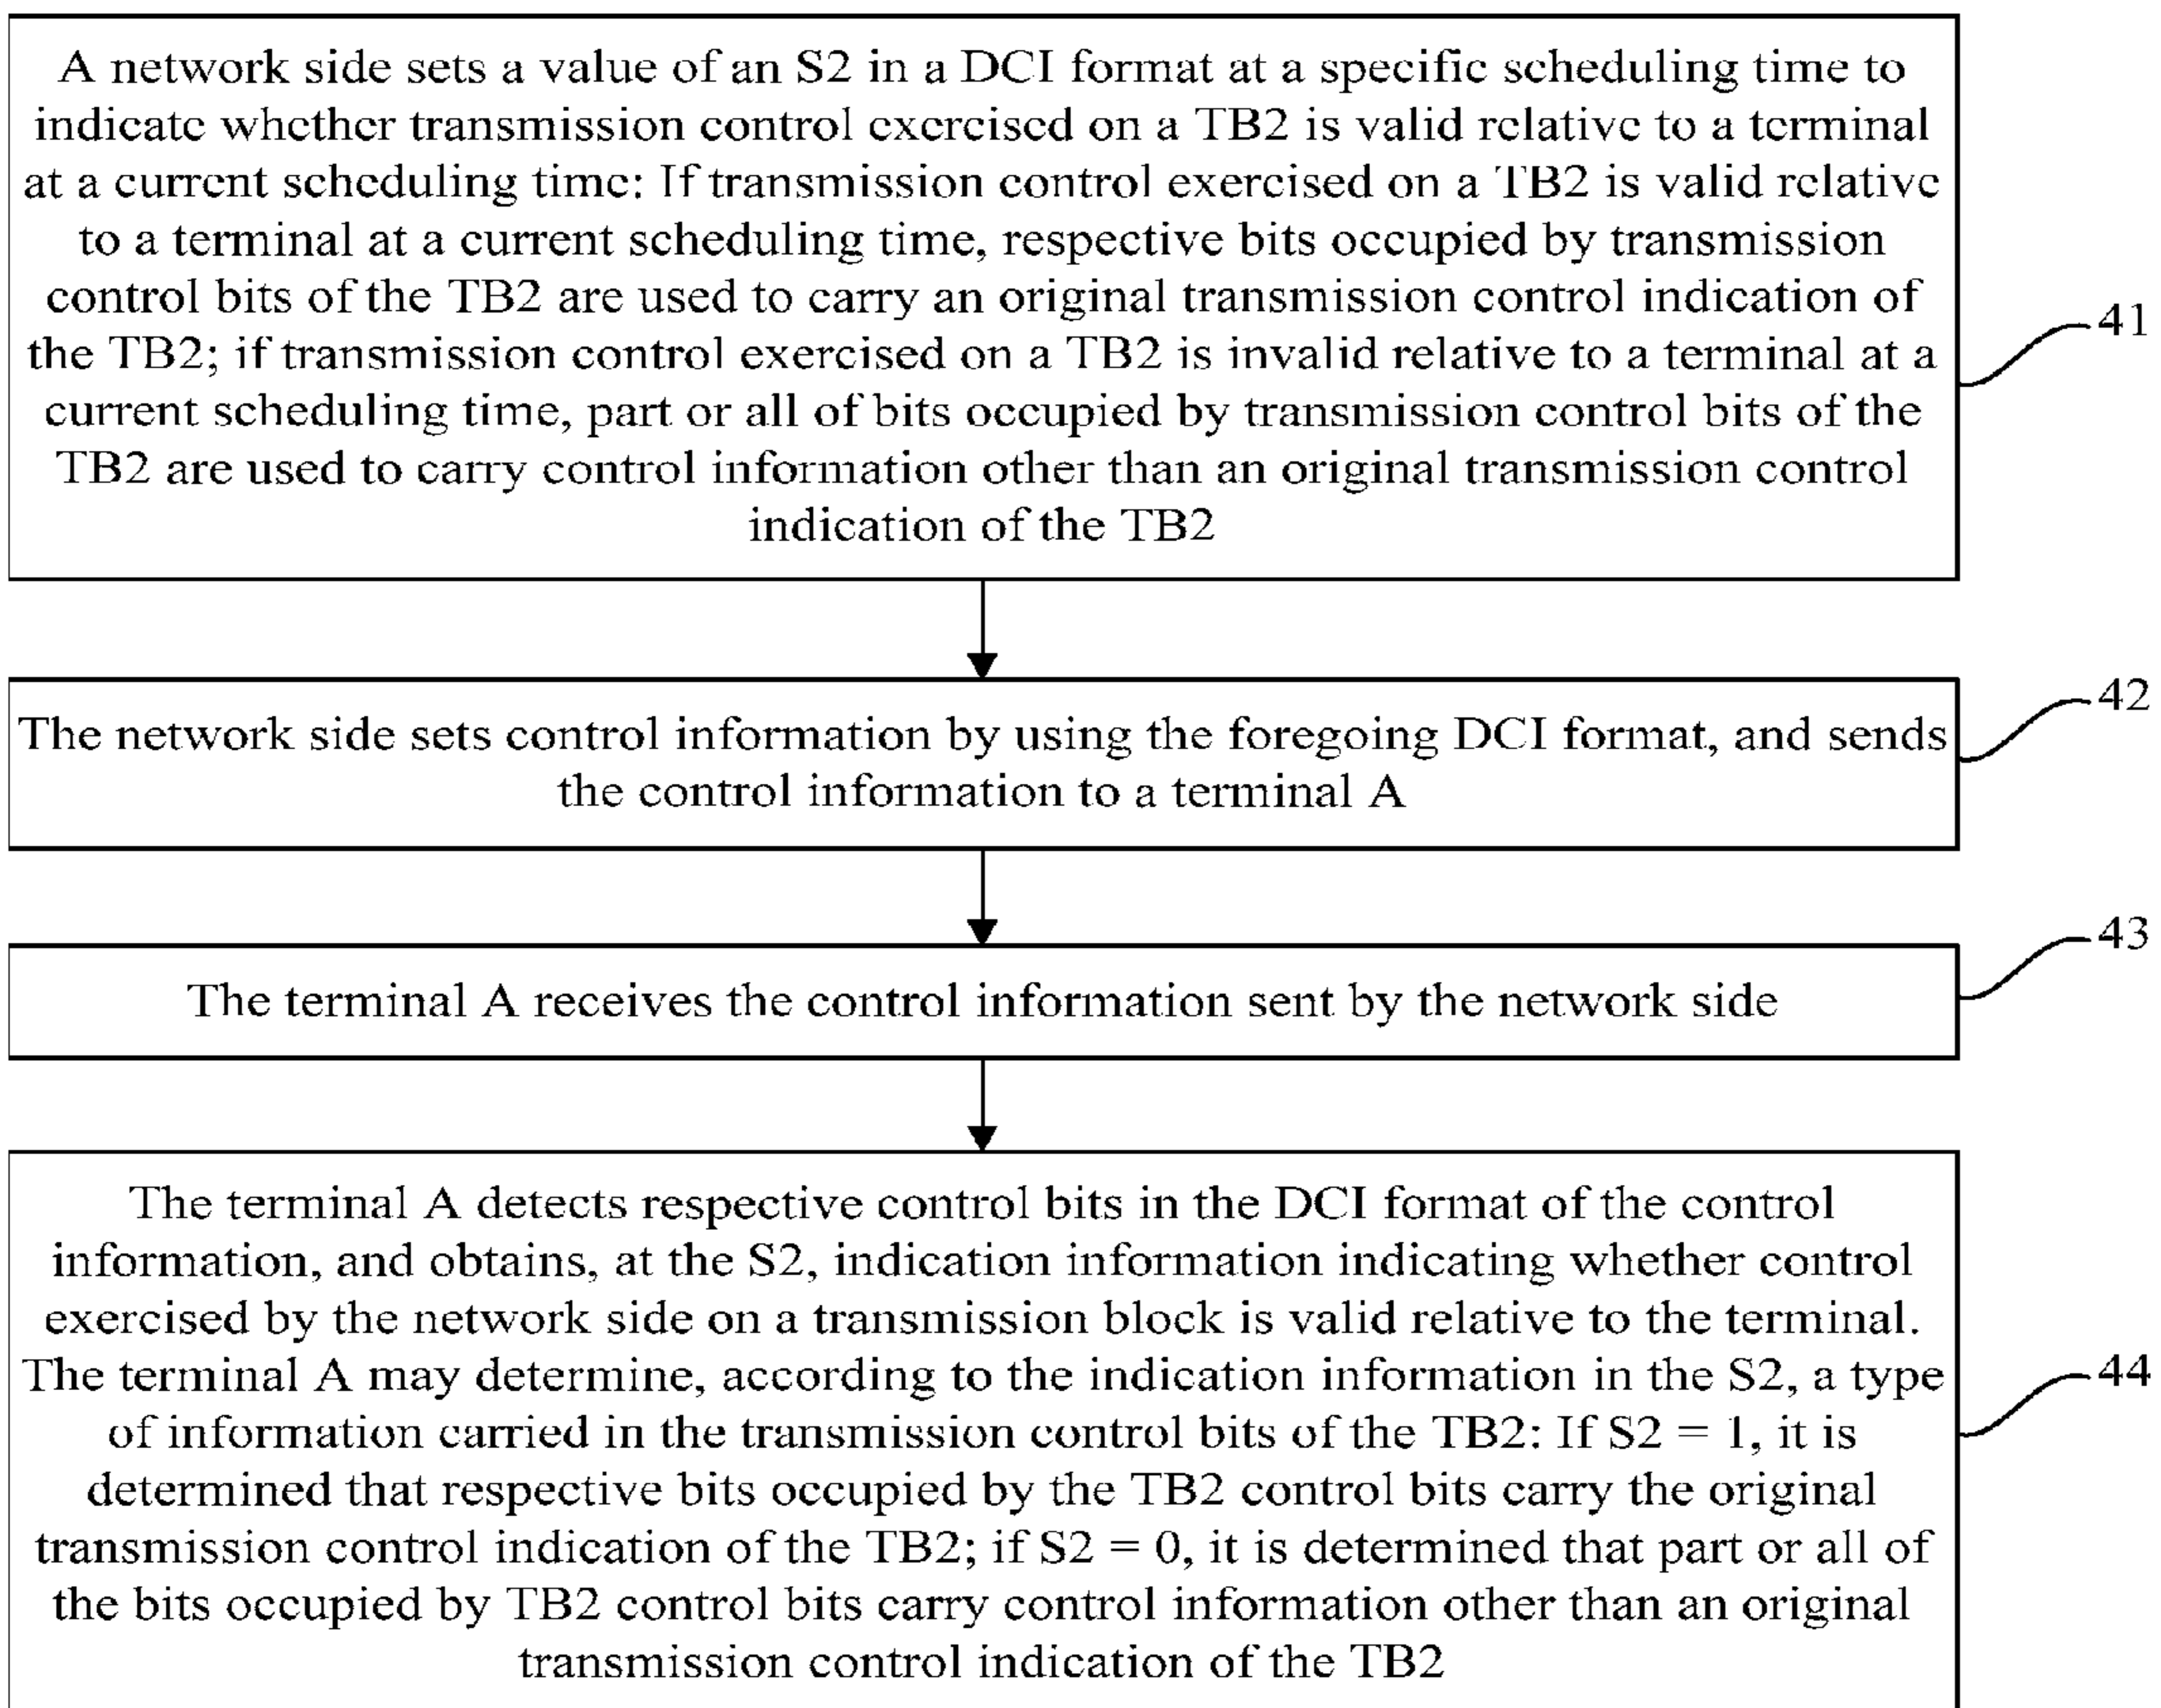 A network side sets a value of an S2 in a DCI format at a specific scheduling time to
indicate whether transmission control exercised on a TB2 is valid relative to a terminal
at a current scheduling time: If transmission control exercised on a TB2 is valid relative
to a terminal at a current scheduling time, respective bits occupied by transmission
control bits of the TB2 are used to carry an original transmission control indication of
the TB2; if transmission control exercised on a TB2 is invalid relative to a terminal at a
current scheduling time, part or all of bits occupied by transmission control bits of the
TB2 are used to carry control information other than an original transmission control
indication of the TB2
41
The network side sets control information by using the foregoing DCI format, and sends
the control information to a terminal A
42
The terminal A receives the control information sent by the network side
43
The terminal A detects respective control bits in the DCI format of the control
information, and obtains, at the S2, indication information indicating whether control
exercised by the network side on a transmission block is valid relative to the terminal.
The terminal A may determine, according to the indication information in the S2, a type
of information carried in the transmission control bits of the TB2: If S2 = 1, it is
determined that respective bits occupied by the TB2 control bits carry the original
transmission control indication of the TB2; if S2 = 0, it is determined that part or all of
the bits occupied by TB2 control bits carry control information other than an original
transmission control indication of the TB2
44